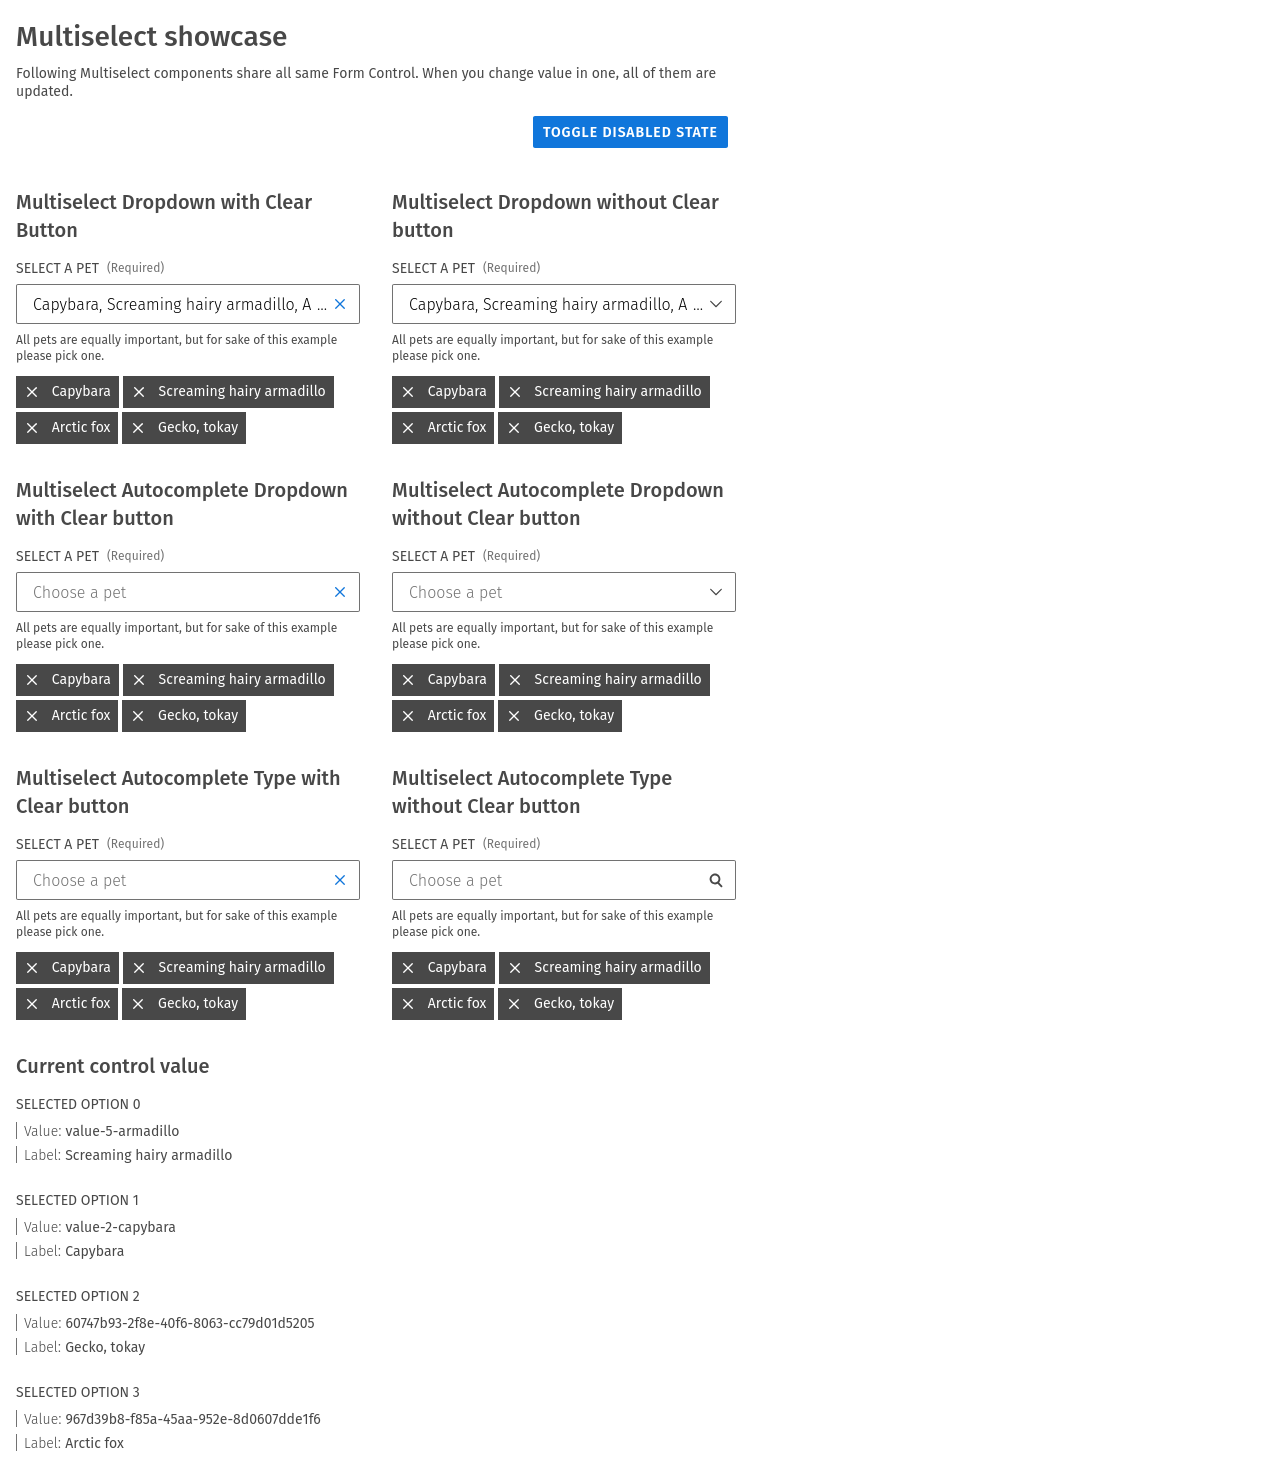 Multiselect showcase
Following Multiselect components share all same Form Control. When you change value in one, all of them are
updated.
TOGGLE DISABLED STATE
Multiselect Dropdown with Clear
Button
SELECT A PET (Required)
Capybara, Screaming hairy armadillo, A ...
All pets are equally important, but for sake of this example
please pick one.
Capybara
Screaming hairy armadillo
Arctic fox
Gecko, tokay
Multiselect Dropdown without Clear
button
SELECT A PET (Required)
Capybara, Screaming hairy armadillo, A ...
All pets are equally important, but for sake of this example
please pick one.
Capybara
Screaming hairy armadillo
Arctic fox
Gecko, tokay
Multiselect Autocomplete Dropdown
with Clear button
SELECT A PET (Required)
Choose a pet
All pets are equally important, but for sake of this example
please pick one.
Capybara
Screaming hairy armadillo
Arctic fox
Gecko, tokay
Multiselect Autocomplete Dropdown
without Clear button
SELECT A PET (Required)
Choose a pet
All pets are equally important, but for sake of this example
please pick one.
Capybara
Screaming hairy armadillo
Arctic fox
Gecko, tokay
Multiselect Autocomplete Type with
Clear button
SELECT A PET (Required)
Choose a pet
All pets are equally important, but for sake of this example
please pick one.
Capybara
Screaming hairy armadillo
Arctic fox
Gecko, tokay
Multiselect Autocomplete Type
without Clear button
SELECT A PET (Required)
Choose a pet
All pets are equally important, but for sake of this example
please pick one.
Capybara
Screaming hairy armadillo
Arctic fox
Gecko, tokay
Current control value
SELECTED OPTION 0
Value: value-5-armadillo
Label: Screaming hairy armadillo
SELECTED OPTION 1
Value: value-2-capybara
Label: Capybara
SELECTED OPTION 2
Value: 60747b93-2f8e-40f6-8063-cc79d01d5205
Label: Gecko, tokay
SELECTED OPTION 3
Value: 967d39b8-f85a-45aa-952e-8d0607dde1f6
Label: Arctic fox